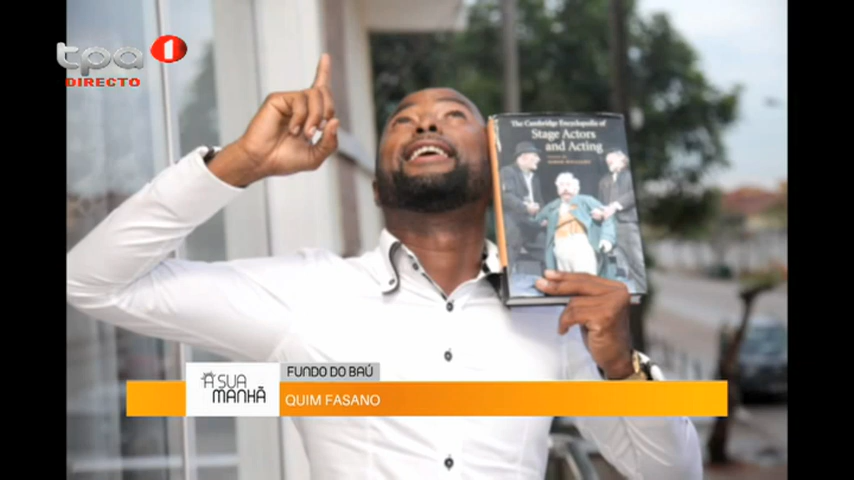 tpa 1
DIRECTO
The Cambridge Encyclopedia of
Stage Actors
and Acting
FUNDO DO BAÚ
A SUA
MANHÃ
QUIM FASANO